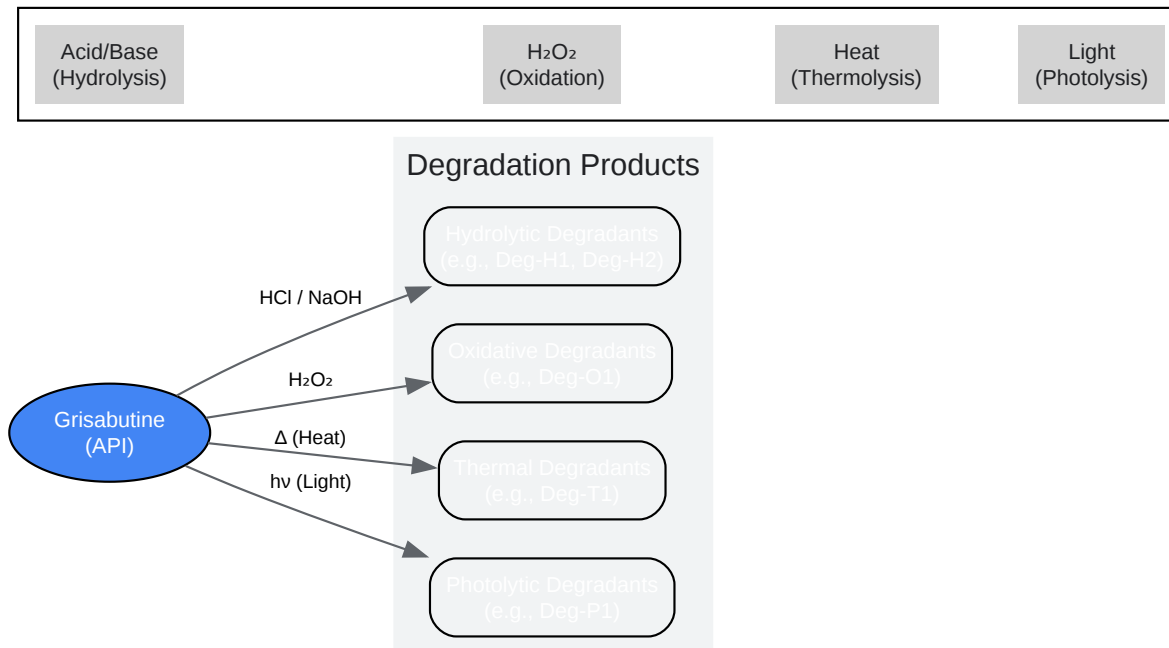 Acid/Base
(Hydrolysis)
H₂O₂
(Oxidation)
Heat
(Thermolysis)
Light
(Photolysis)
Degradation Products
Hydrolytic Degradants
(e.g., Deg-H1, Deg-H2)
HCl / NaOH
Oxidative Degradants
(e.g., Deg-O1)
H₂O₂
Grisabutine
(API)
Δ (Heat)
Thermal Degradants
(e.g., Deg-T1)
hν (Light)
Photolytic Degradants
(e.g., Deg-P1)